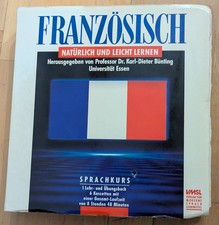 FRANZÖSISCH
NATÜRLICH UND LEICHT LERNEN
Herausgegeben von Professor Dr. Karl-Dieter Bünting
Universität Essen
SPRACHKURS
1 Lehr- und Übungsbuch
6 Kassetten mit
einer Gesamt-Laufzeit
von 8 Stunden 48 Minuten
VMSL